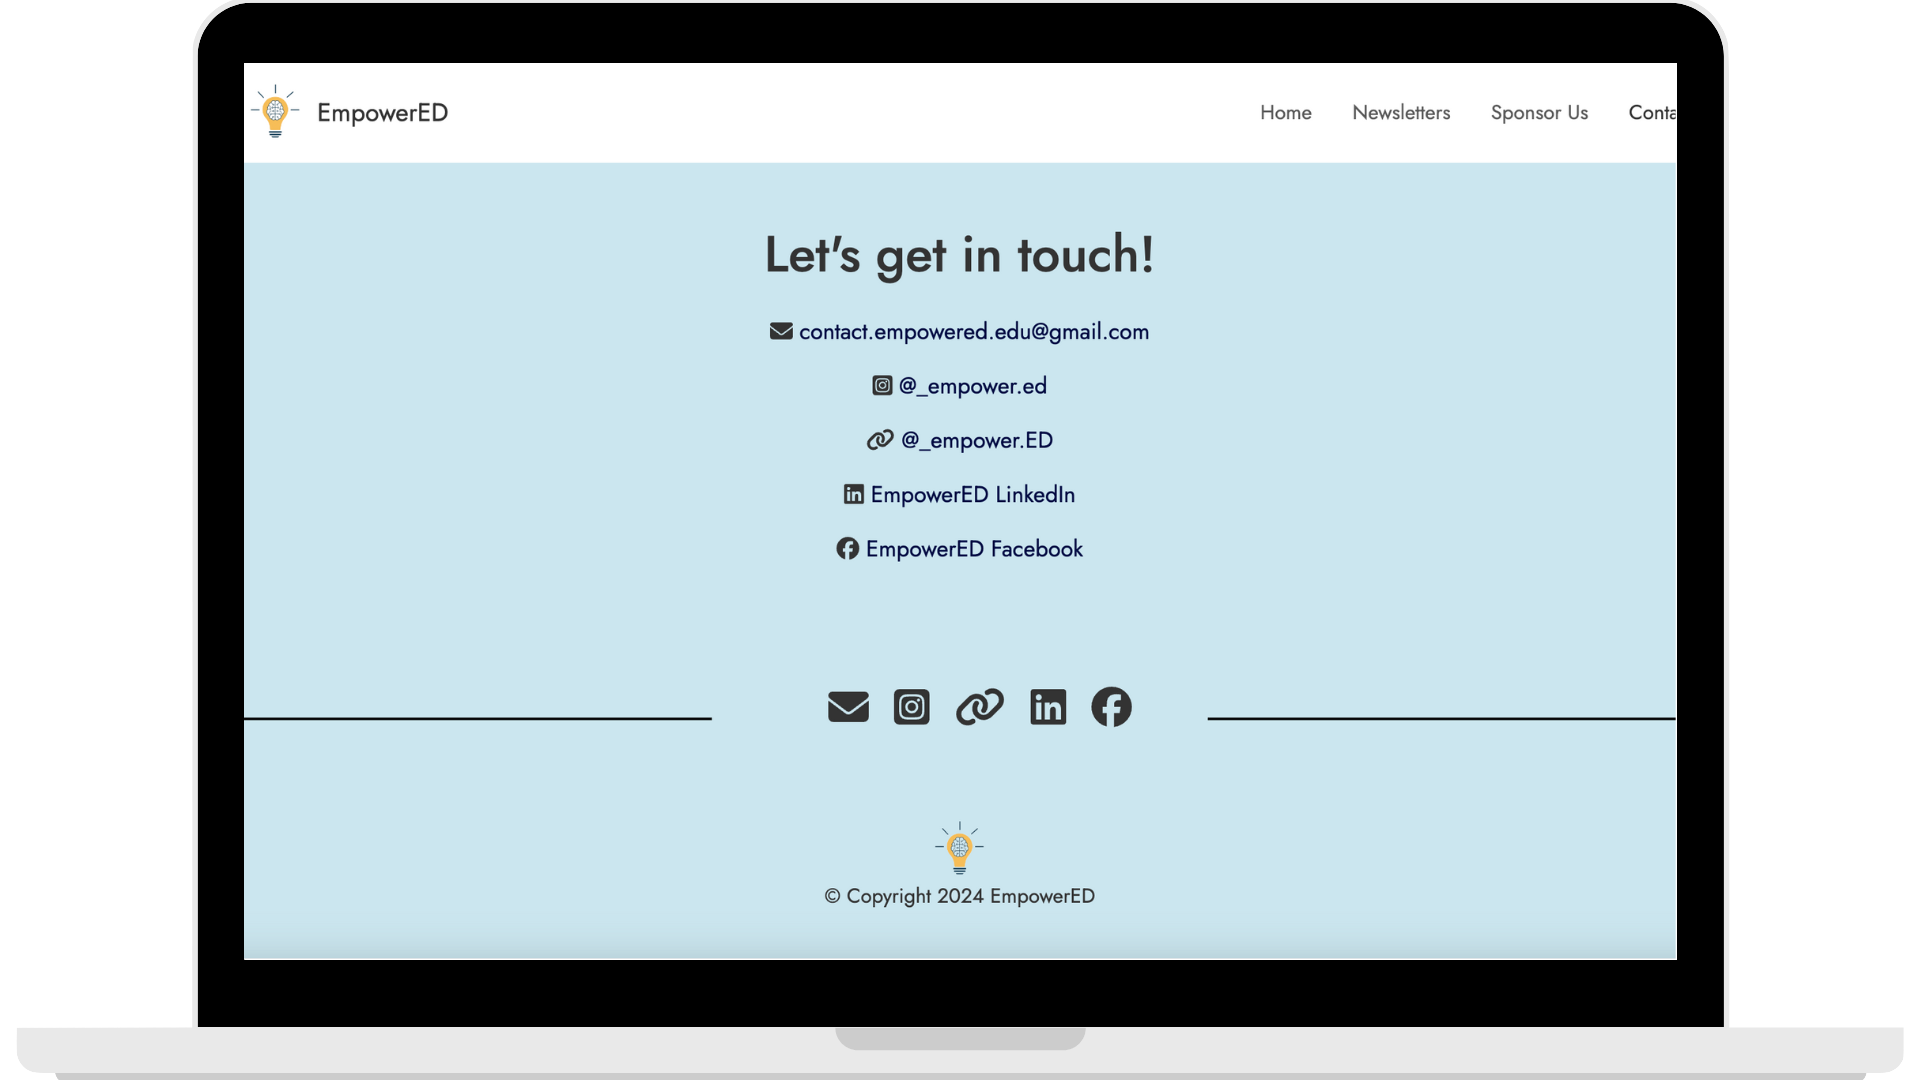 EmpowerED
Home Newsletters Sponsor Us Conta
Let's get in touch!
contact.empowered.edu@gmail.com
@_empower.ed
@_empower.ED
EmpowerED LinkedIn
EmpowerED Facebook
© Copyright 2024 EmpowerED